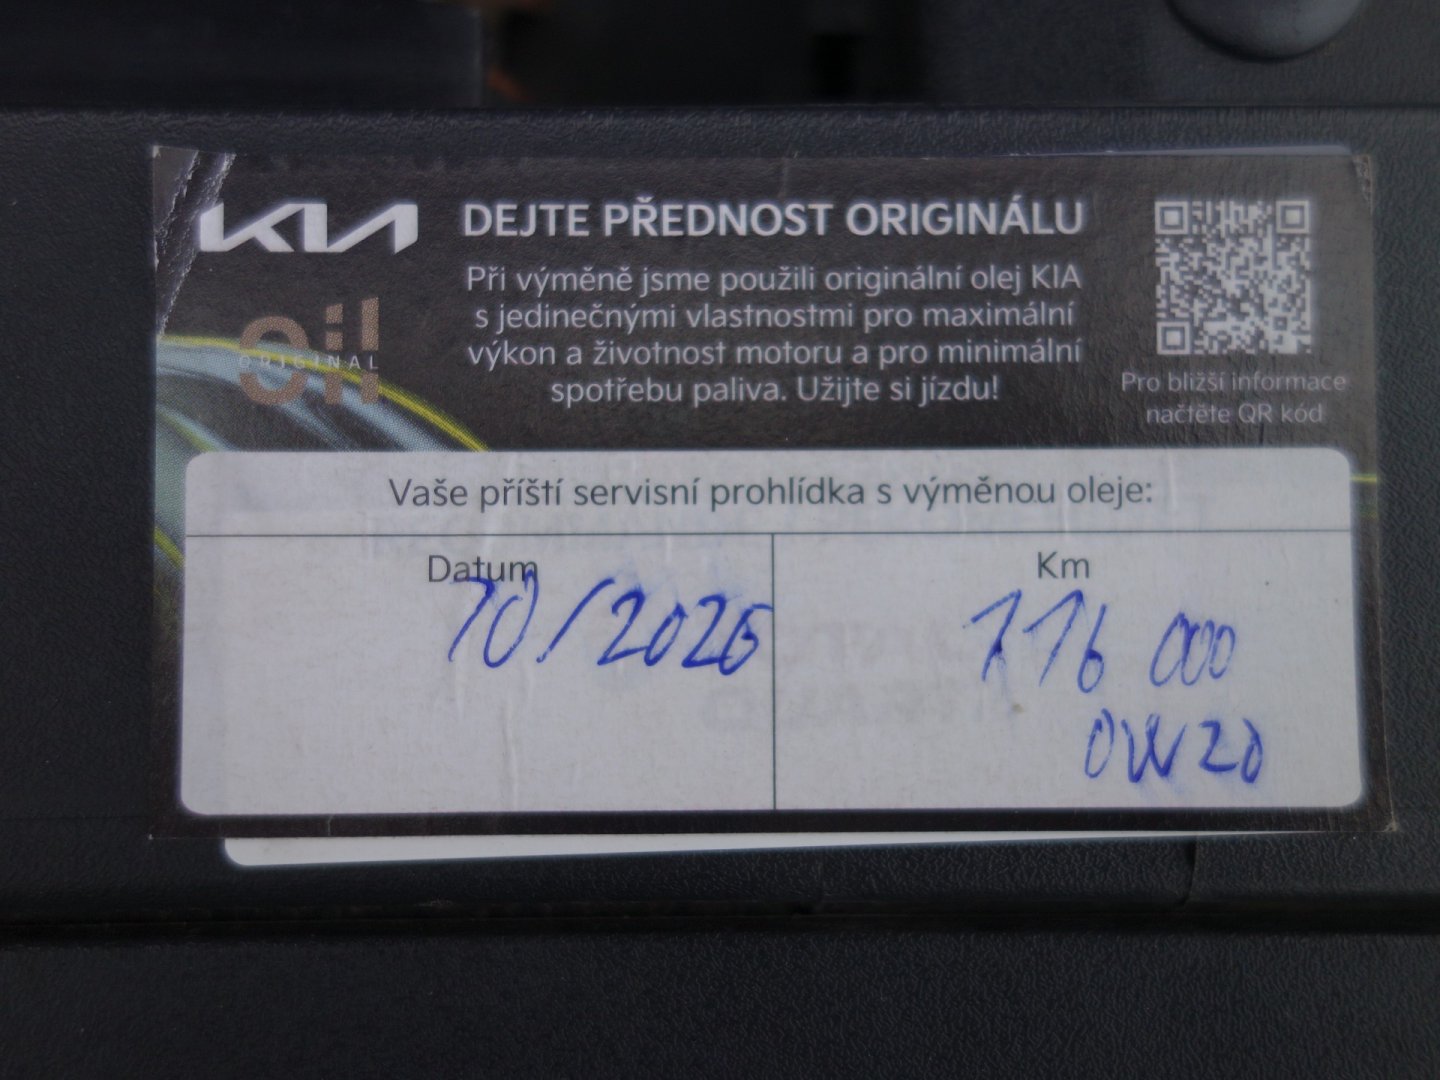 KIA
DEJTE PŘEDNOST ORIGINÁLU
Při výměně jsme použili originální olej KIA
s jedinečnými vlastnostmi pro maximální
výkon a životnost motoru a pro minimální
spotřebu paliva. Užijte si jízdu!
Oil
ORIGINAL
Pro bližší informace
načtěte QR kód
Vaše příští servisní prohlídka s výměnou oleje:
Datum
10/2026
Km
116 000
0W20